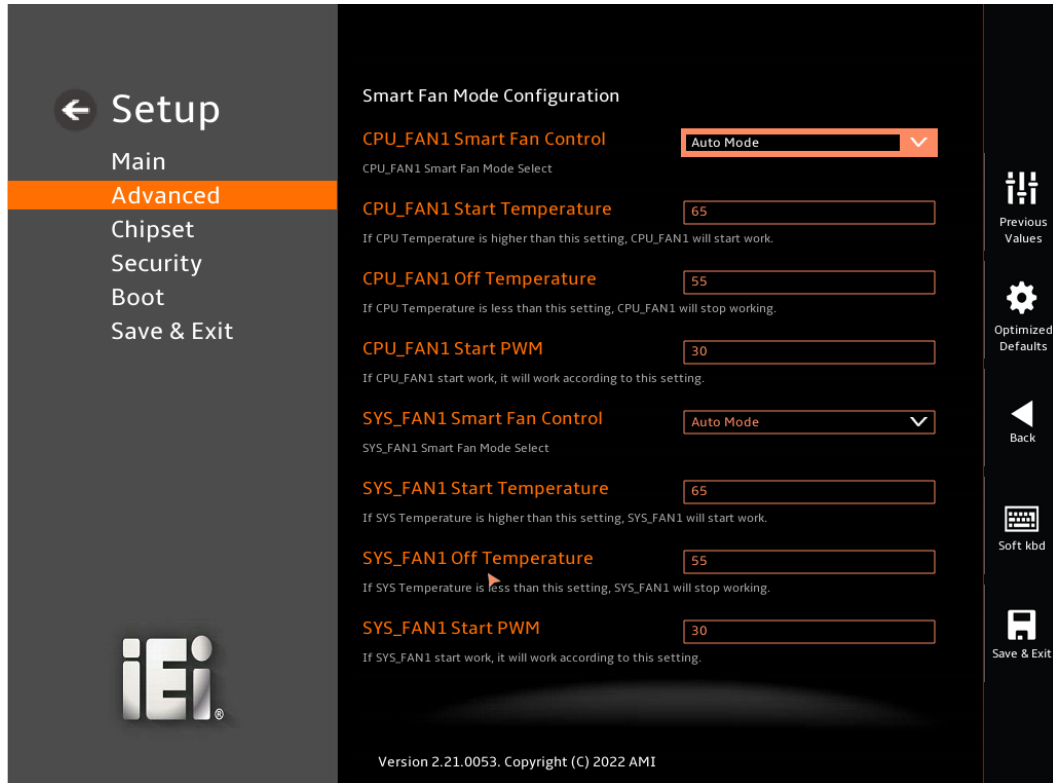 Setup
Main
Advanced
Chipset
Security
Boot
Save & Exit
iEi®
Smart Fan Mode Configuration
CPU_FAN1 Smart Fan Control
Auto Mode
CPU_FAN1 Smart Fan Mode Select
CPU_FAN1 Start Temperature
65
If CPU Temperature is higher than this setting, CPU_FAN1 will start work.
CPU_FAN1 Off Temperature
55
If CPU Temperature is less than this setting, CPU_FAN1 will stop working.
CPU_FAN1 Start PWM
30
If CPU_FAN1 start work, it will work according to this setting.
SYS_FAN1 Smart Fan Control
Auto Mode
SYS_FAN1 Smart Fan Mode Select
SYS_FAN1 Start Temperature
65
If SYS Temperature is higher than this setting, SYS_FAN1 will start work.
SYS_FAN1 Off Temperature
55
If SYS Temperature is less than this setting, SYS_FAN1 will stop working.
SYS_FAN1 Start PWM
30
If SYS_FAN1 start work, it will work according to this setting.
Version 2.21.0053. Copyright (C) 2022 AMI
Previous
Values
Optimized
Defaults
Back
Soft kbd
Save & Exit